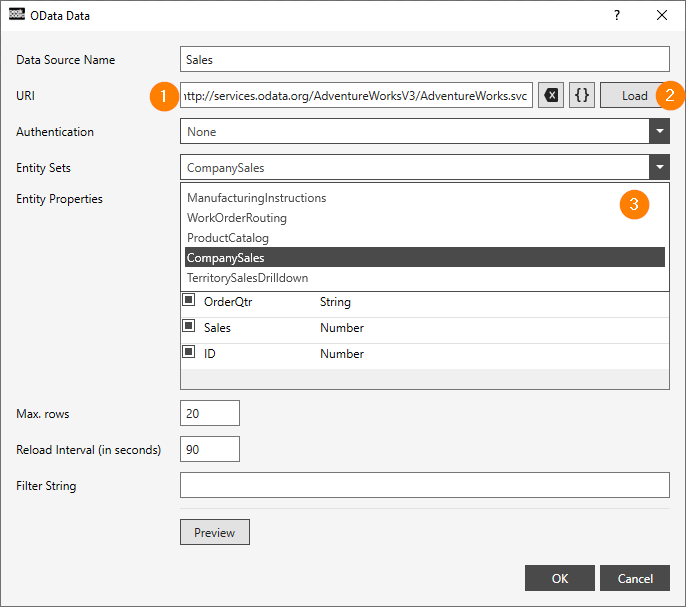 peak board OData Data ?
Data Source Name Sales
URI 1 http://services.odata.org/AdventureWorksV3/AdventureWorks.svc {} Load 2
Authentication None
Entity Sets CompanySales
Entity Properties
3
ManufacturingInstructions
WorkOrderRouting
ProductCatalog
CompanySales
TerritorySalesDrilldown
OrderQtr String
Sales Number
ID Number
Max. rows 20
Reload Interval (in seconds) 90
Filter String
Preview
OK Cancel